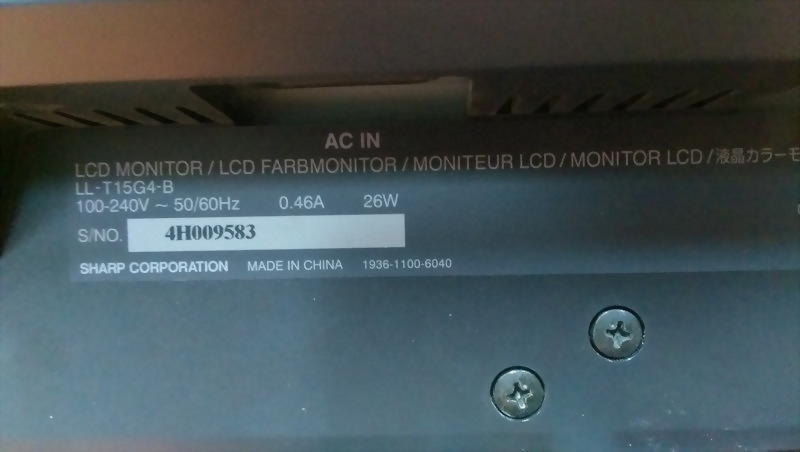 AC IN
LCD MONITOR / LCD FARBMONITOR / MONITEUR LCD / MONITOR LCD / 液晶カラーモ
LL-T15G4-B
100-240V ~ 50/60Hz 0.46A 26W
S/NO. 4H009583
SHARP CORPORATION MADE IN CHINA 1936-1100-6040